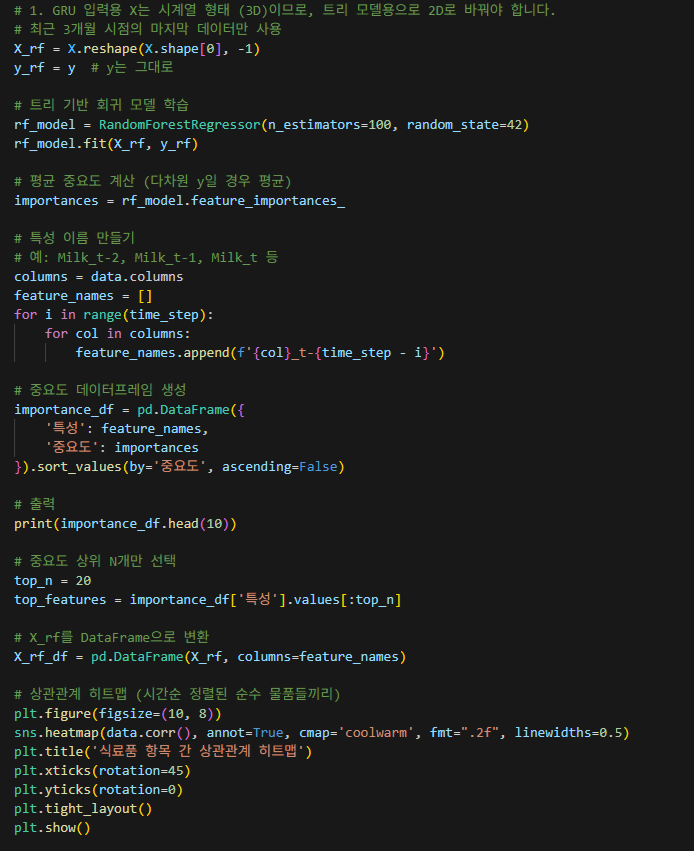 # 1. GRU 입력용 X는 시계열 형태 (3D)이므로, 트리 모델용으로 2D로 바꿔야 합니다.
# 최근 3개월 시점의 마지막 데이터만 사용
X_rf = X.reshape(X.shape[0], -1)
y_rf = y  # y는 그대로

# 트리 기반 회귀 모델 학습
rf_model = RandomForestRegressor(n_estimators=100, random_state=42)
rf_model.fit(X_rf, y_rf)

# 평균 중요도 계산 (다차원 y일 경우 평균)
importances = rf_model.feature_importances_

# 특성 이름 만들기
# 예: Milk_t-2, Milk_t-1, Milk_t 등
columns = data.columns
feature_names = []
for i in range(time_step):
    for col in columns:
        feature_names.append(f'{col}_t-{time_step - i}')

# 중요도 데이터프레임 생성
importance_df = pd.DataFrame({
    '특성': feature_names,
    '중요도': importances
}).sort_values(by='중요도', ascending=False)

# 출력
print(importance_df.head(10))

# 중요도 상위 N개만 선택
top_n = 20
top_features = importance_df['특성'].values[:top_n]

# X_rf를 DataFrame으로 변환
X_rf_df = pd.DataFrame(X_rf, columns=feature_names)

# 상관관계 히트맵 (시간순 정렬된 순수 물품들끼리)
plt.figure(figsize=(10, 8))
sns.heatmap(data.corr(), annot=True, cmap='coolwarm', fmt=".2f", linewidths=0.5)
plt.title('식료품 항목 간 상관관계 히트맵')
plt.xticks(rotation=45)
plt.yticks(rotation=0)
plt.tight_layout()
plt.show()